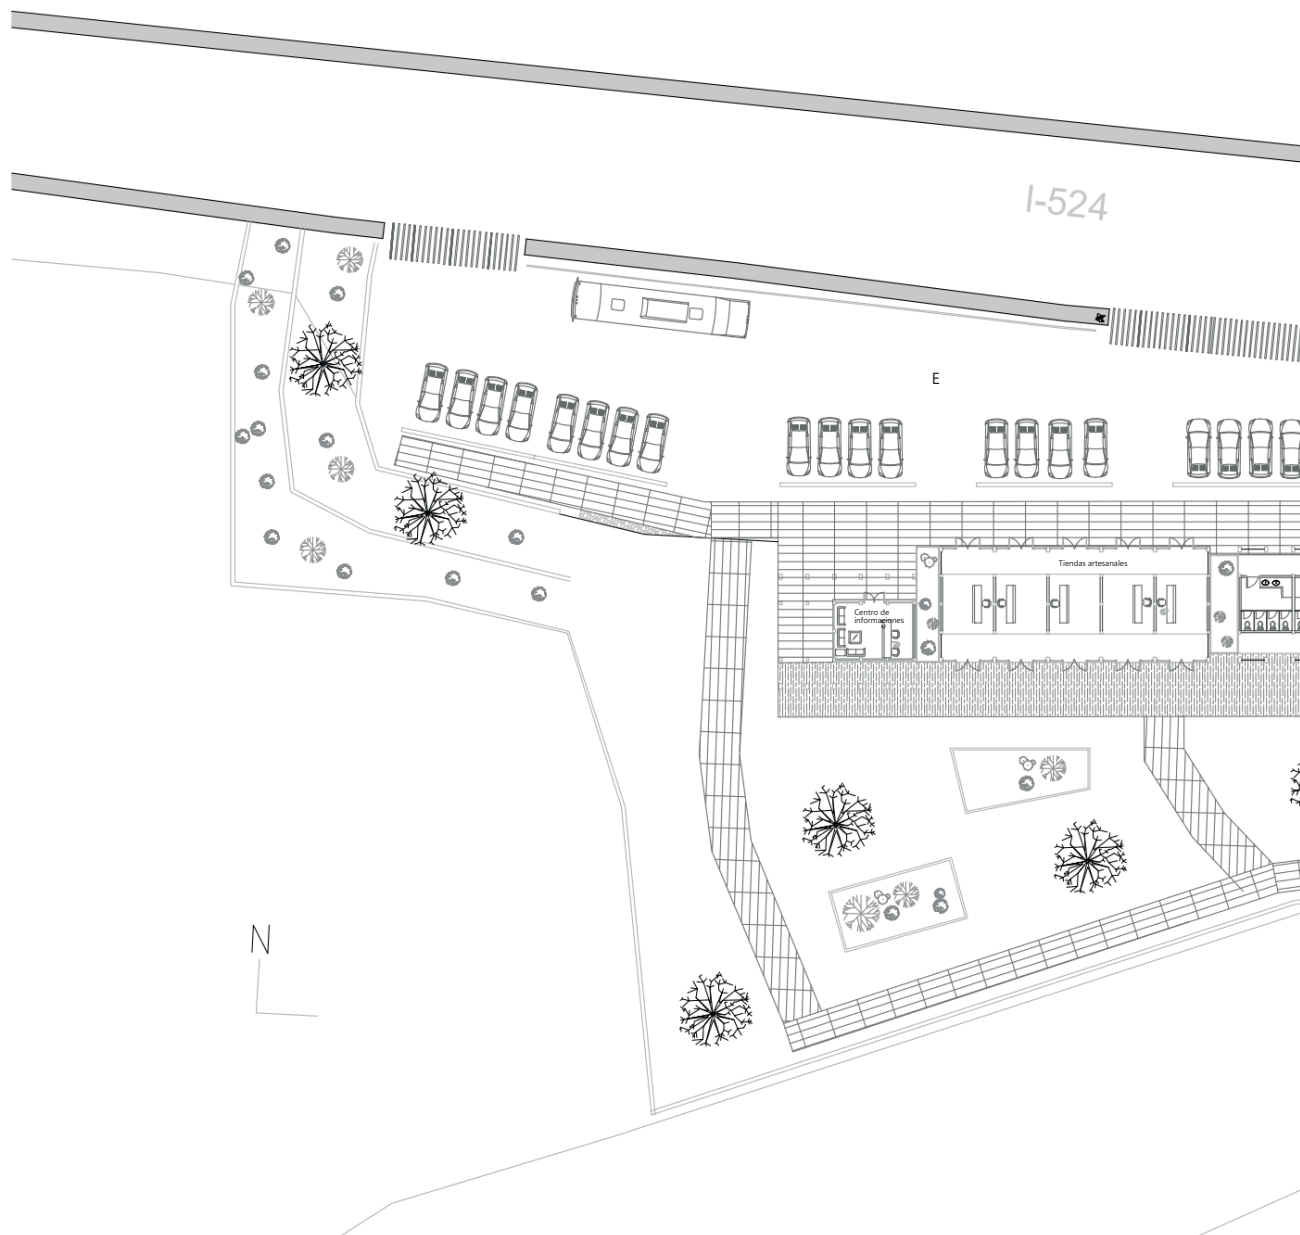 I-524
E
Tiendas artesanales
Centro de
informaciones
N